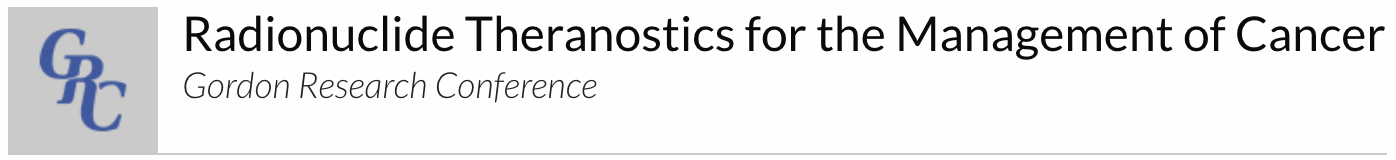 GRC
Radionuclide Theranostics for the Management of Cancer
Gordon Research Conference